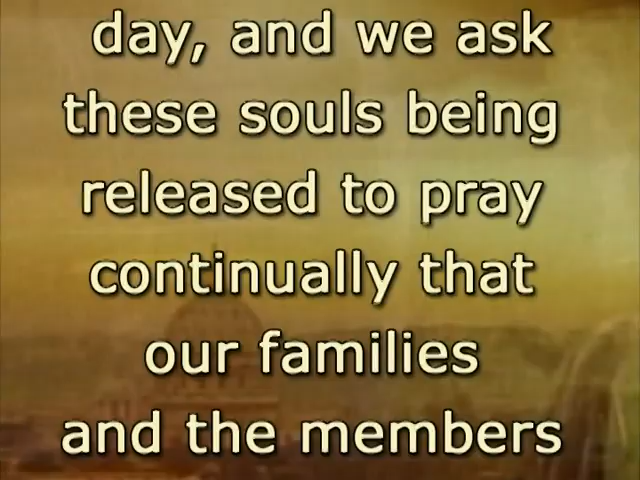 day, and we ask
these souls being
released to pray
continually that
our families
and the members